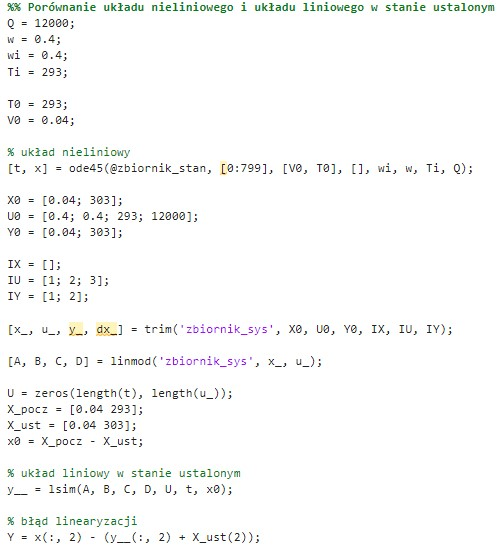 %% Porównanie układu nieliniowego i układu liniowego w stanie ustalonym
Q = 12000;
w = 0.4;
wi = 0.4;
Ti = 293;
T0 = 293;
V0 = 0.04;
% układ nieliniowy
[t, x] = ode45(@zbiornik_stan, [0:799], [V0, T0], [], wi, w, Ti, Q);
X0 = [0.04; 303];
U0 = [0.4; 0.4; 293; 12000];
Y0 = [0.04; 303];
IX = [];
IU = [1; 2; 3];
IY = [1; 2];
[x_, u_, y_, dx_] = trim('zbiornik_sys', X0, U0, Y0, IX, IU, IY);
[A, B, C, D] = linmod('zbiornik_sys', x_, u_);
U = zeros(length(t), length(u_));
X_pocz = [0.04 293];
X_ust = [0.04 303];
x0 = X_pocz - X_ust;
% układ liniowy w stanie ustalonym
y__ = lsim(A, B, C, D, U, t, x0);
% błąd linearyzacji
Y = x(:, 2) - (y__(:, 2) + X_ust(2));